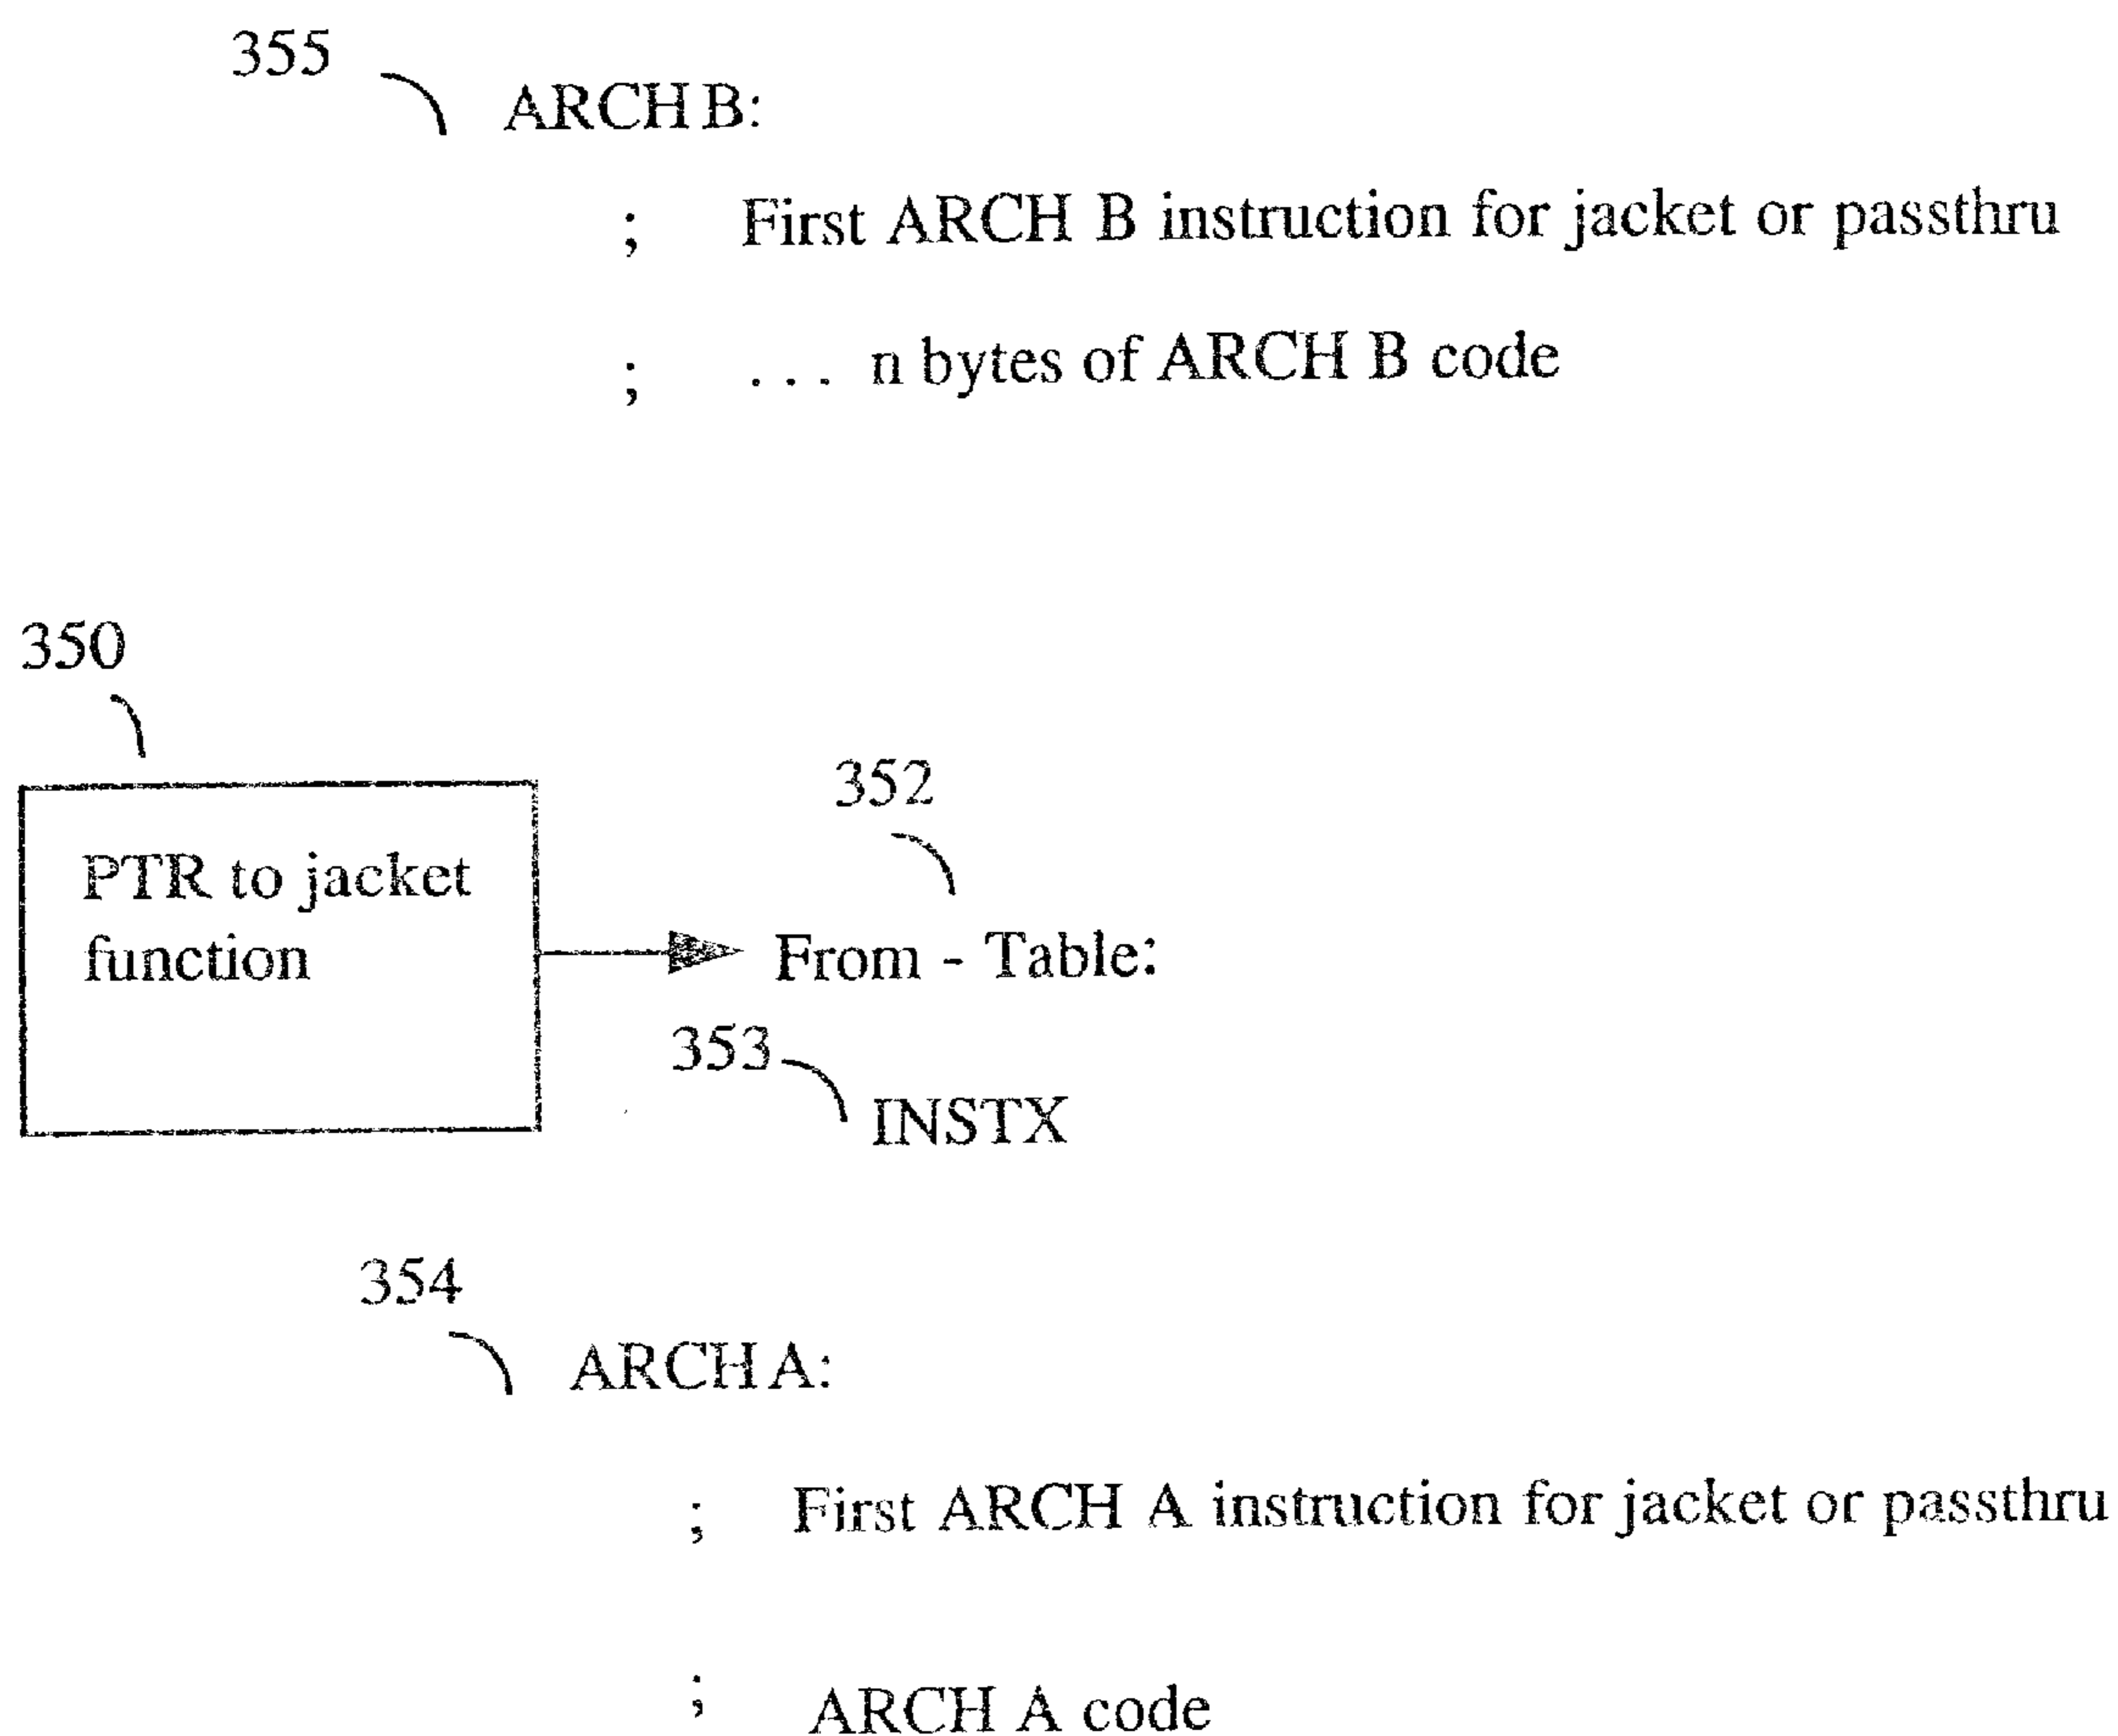 355
ARCH B:
; First ARCH B instruction for jacket or passthru
; ... n bytes of ARCH B code
350
PTR to jacket
function
352
From - Table:
353
INSTX
354
ARCH A:
; First ARCH A instruction for jacket or passthru
; ARCH A code